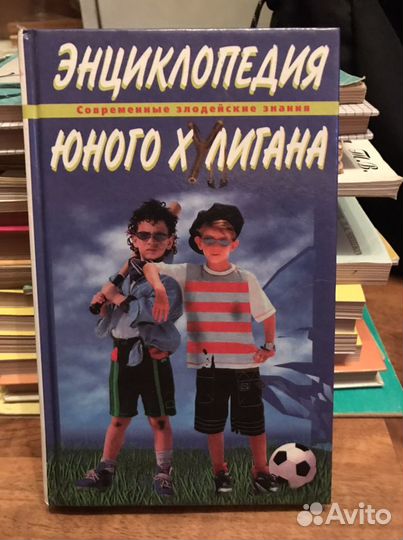 ЭНЦИКЛОПЕДИЯ
Современные злодейские знания
ЮНОГО ХУЛИГАНА
Avito